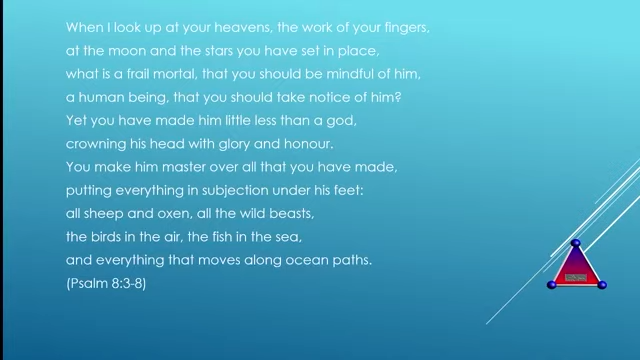 When I look up at your heavens, the work of your fingers,
at the moon and the stars you have set in place,
what is a frail mortal, that you should be mindful of him,
a human being, that you should take notice of him?
Yet you have made him little less than a god,
crowning his head with glory and honour.
You make him master over all that you have made,
putting everything in subjection under his feet:
all sheep and oxen, all the wild beasts,
the birds in the air, the fish in the sea,
and everything that moves along ocean paths.
(Psalm 8:3-8)